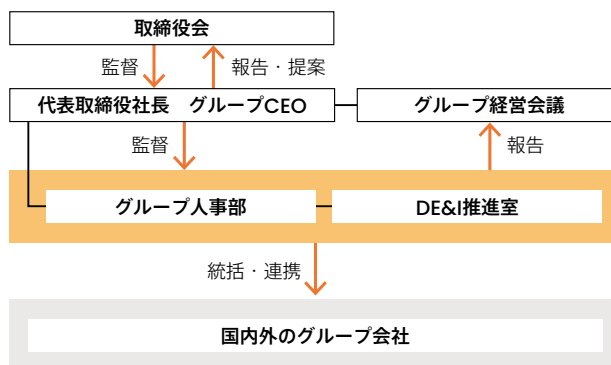 取締役会
監督
報告・提案
代表取締役社長　グループCEO
グループ経営会議
監督
報告
グループ人事部
DE&I推進室
統括・連携
国内外のグループ会社